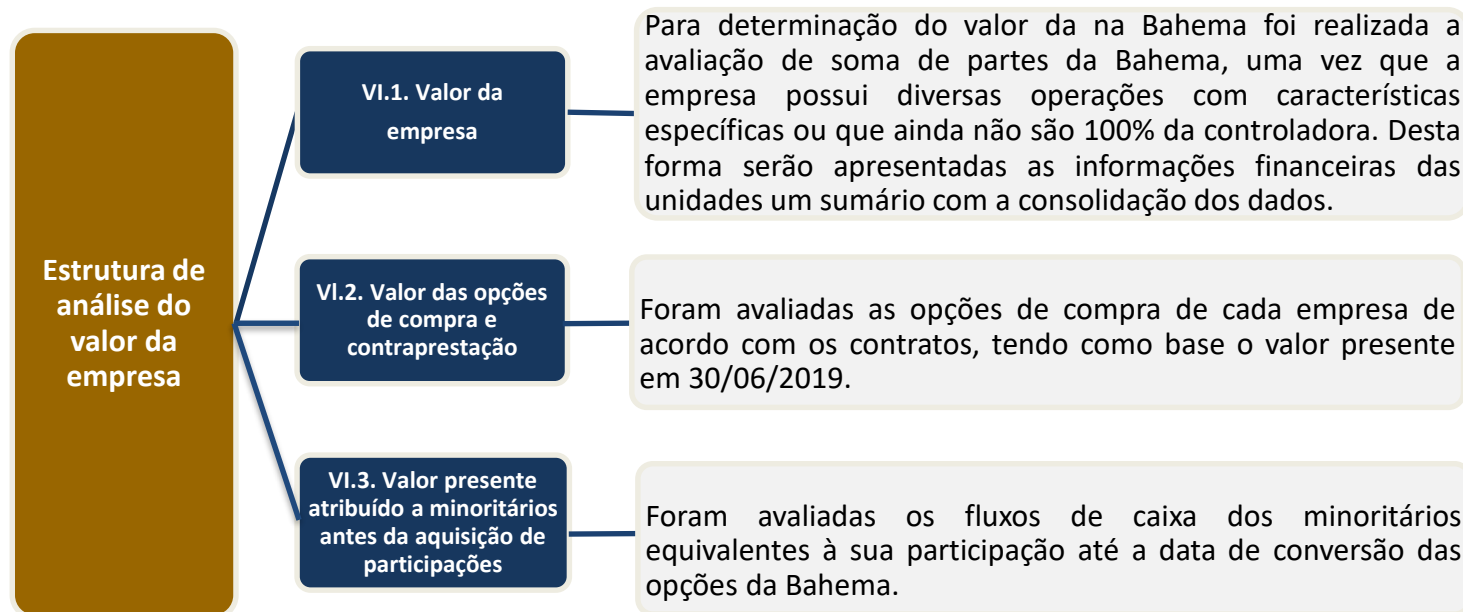 Estrutura de
análise do
valor da
empresa
VI.1. Valor da
empresa
Para determinação do valor da na Bahema foi realizada a
avaliação de soma de partes da Bahema, uma vez que a
empresa possui diversas operações com características
específicas ou que ainda não são 100% da controladora. Desta
forma serão apresentadas as informações financeiras das
unidades um sumário com a consolidação dos dados.
VI.2. Valor das opções
de compra e
contraprestação
Foram avaliadas as opções de compra de cada empresa de
acordo com os contratos, tendo como base o valor presente
em 30/06/2019.
VI.3. Valor presente
atribuído a minoritários
antes da aquisição de
participações
Foram avaliadas os fluxos de caixa dos minoritários
equivalentes à sua participação até a data de conversão das
opções da Bahema.